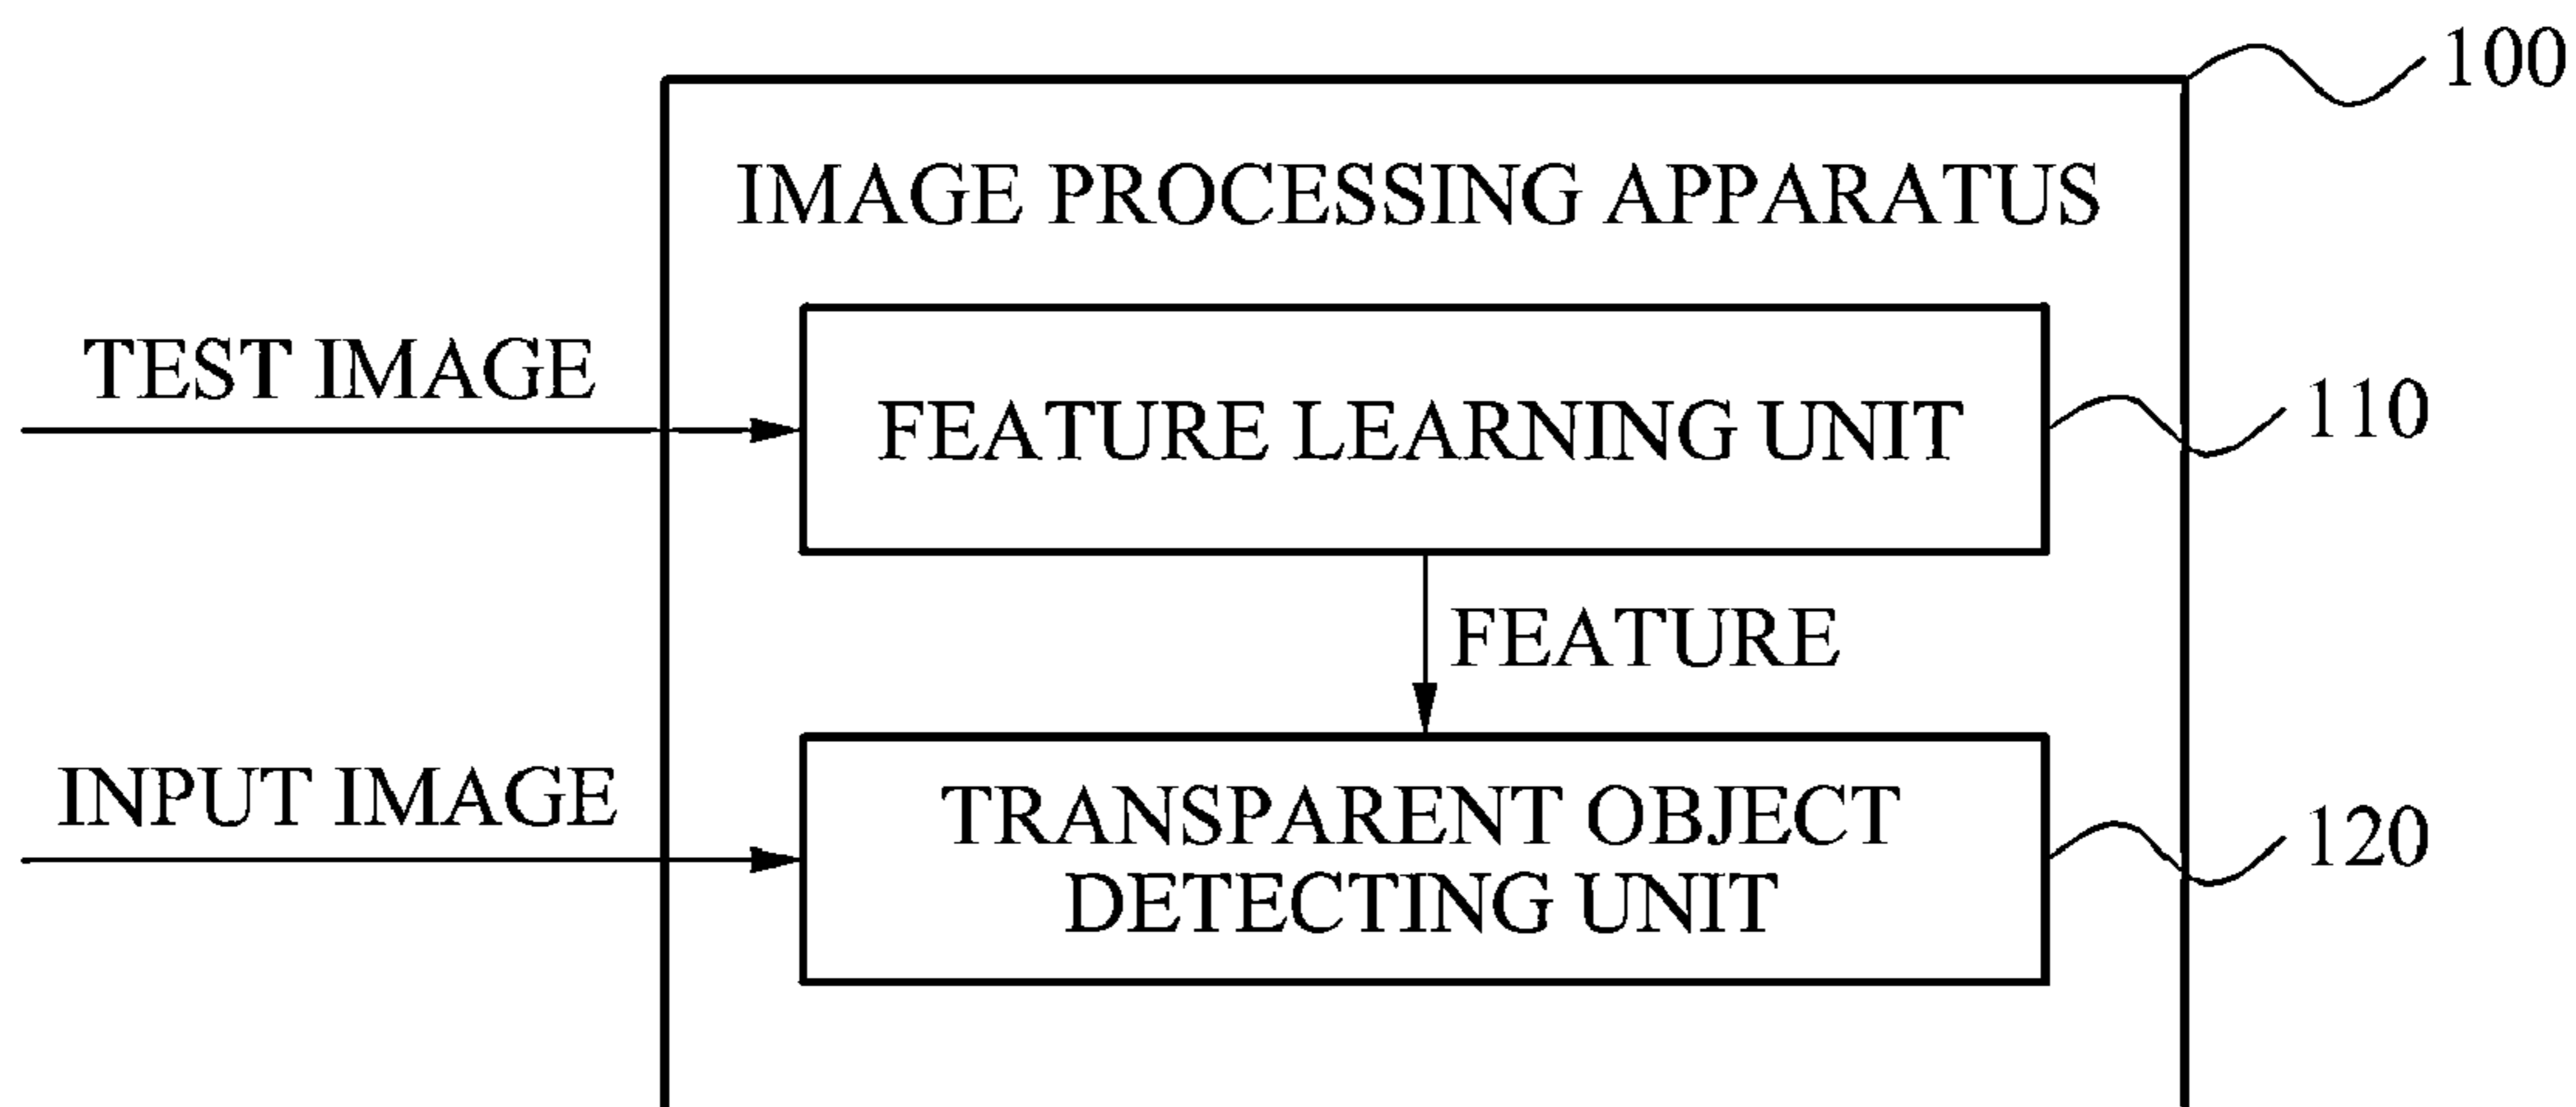 100
IMAGE PROCESSING APPARATUS
TEST IMAGE
FEATURE LEARNING UNIT
110
FEATURE
INPUT IMAGE
TRANSPARENT OBJECT
DETECTING UNIT
120